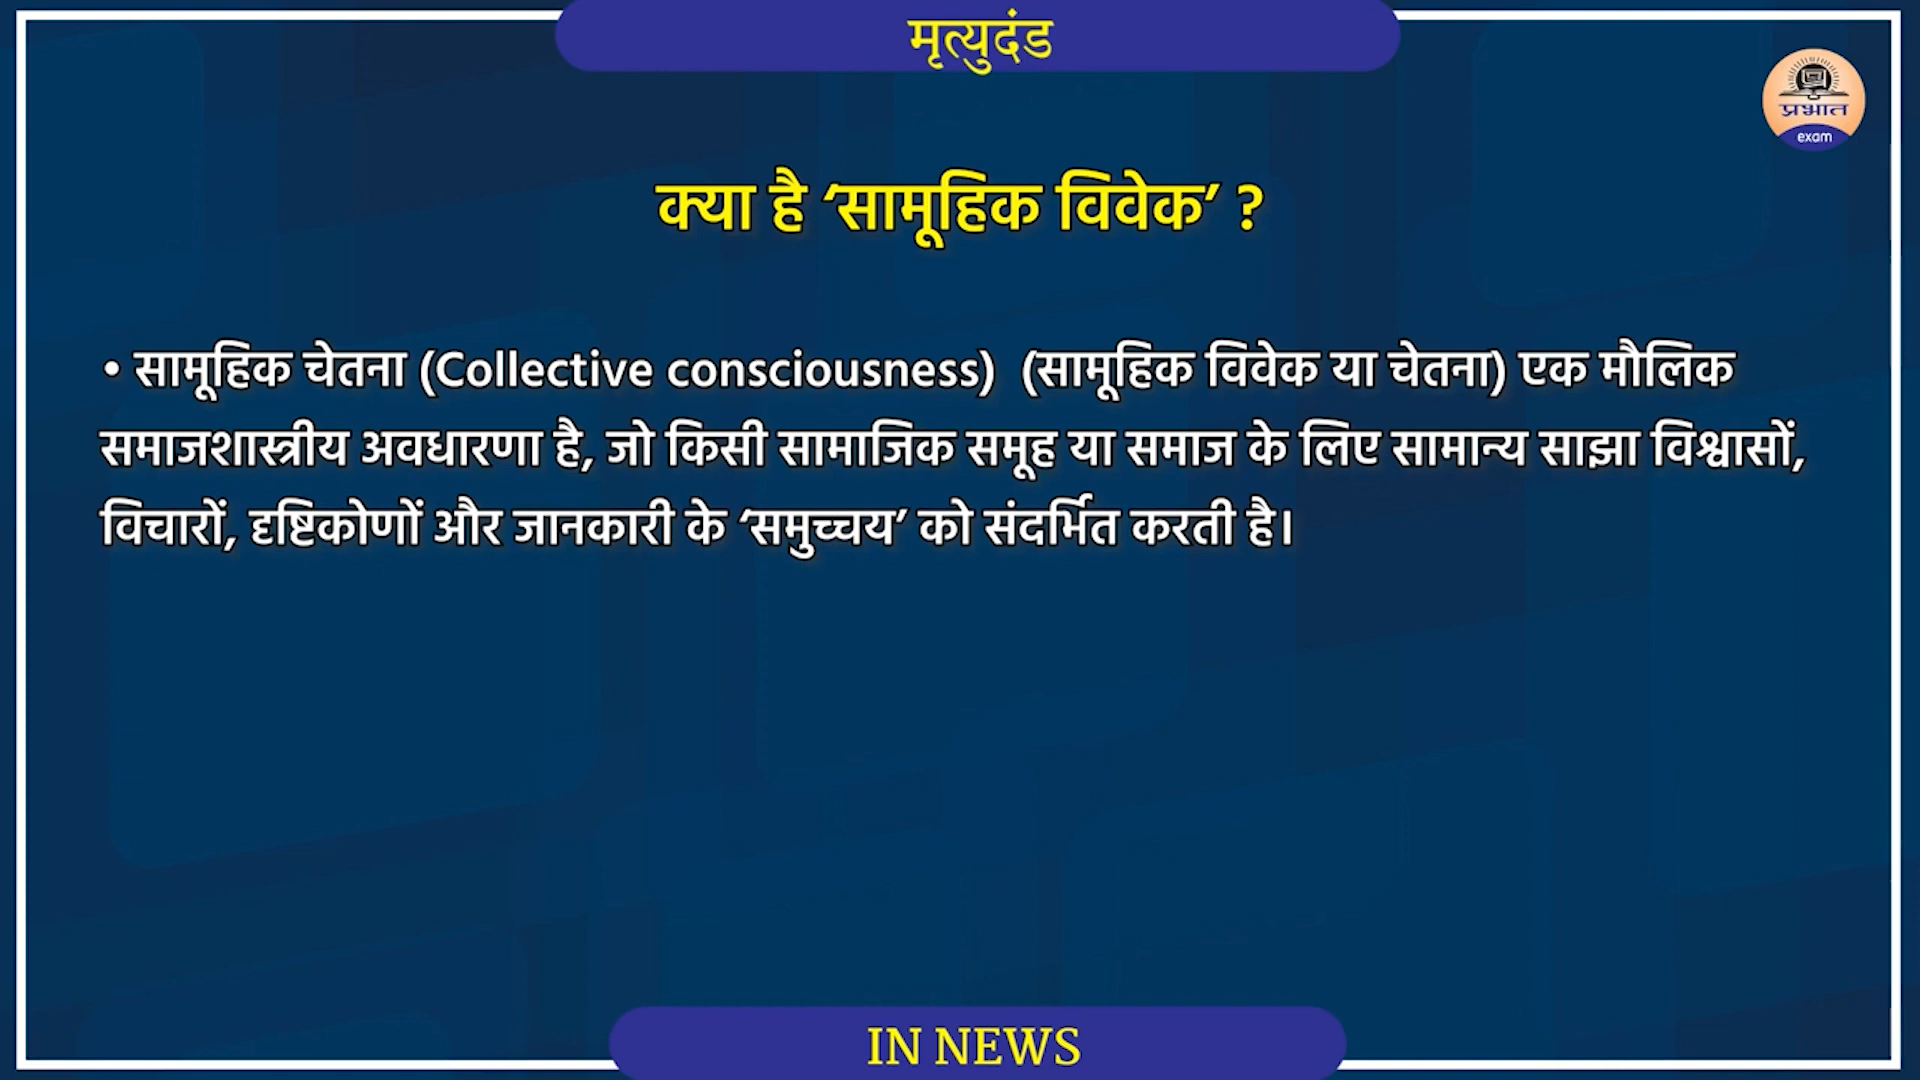 मृत्युदंड
प्रभात
exam
क्या है ‘सामूहिक विवेक’ ?
• सामूहिक चेतना (Collective consciousness) (सामूहिक विवेक या चेतना) एक मौलिक
समाजशास्त्रीय अवधारणा है, जो किसी सामाजिक समूह या समाज के लिए सामान्य साझा विश्वासों,
विचारों, दृष्टिकोणों और जानकारी के ‘समुच्चय’ को संदर्भित करती है।
IN NEWS